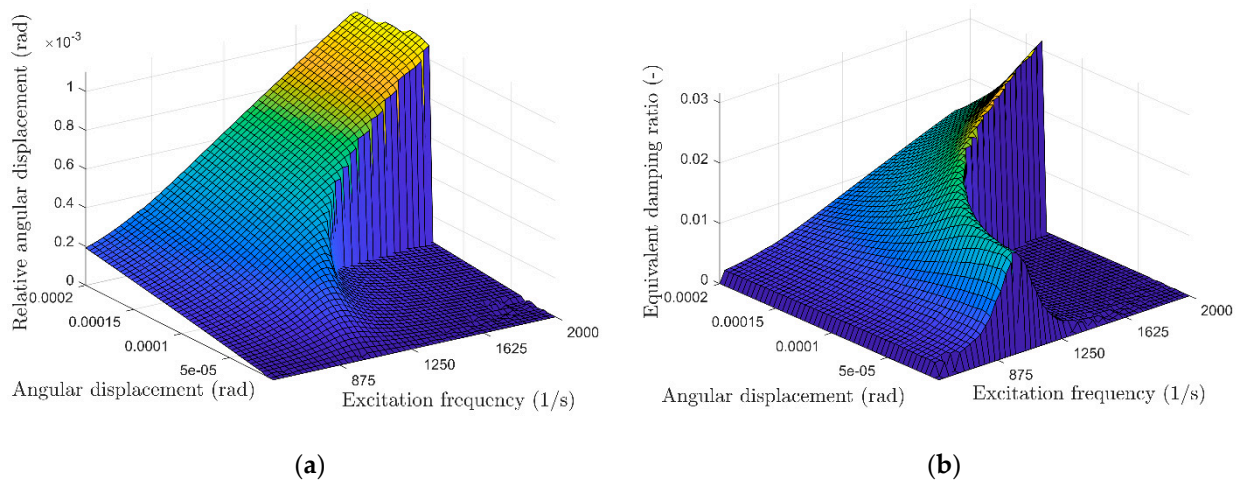 ×10⁻³
Relative angular displacement (rad)
1
0.8
0.6
0.4
0.2
0
0.0002
0.00015
0.0001
5e-05
Angular displacement (rad)
875
1250
1625
2000
Excitation frequency (1/s)
(a)
Equivalent damping ratio (-)
0.03
0.02
0.01
0
0.0002
0.00015
0.0001
5e-05
Angular displacement (rad)
875
1250
1625
2000
Excitation frequency (1/s)
(b)